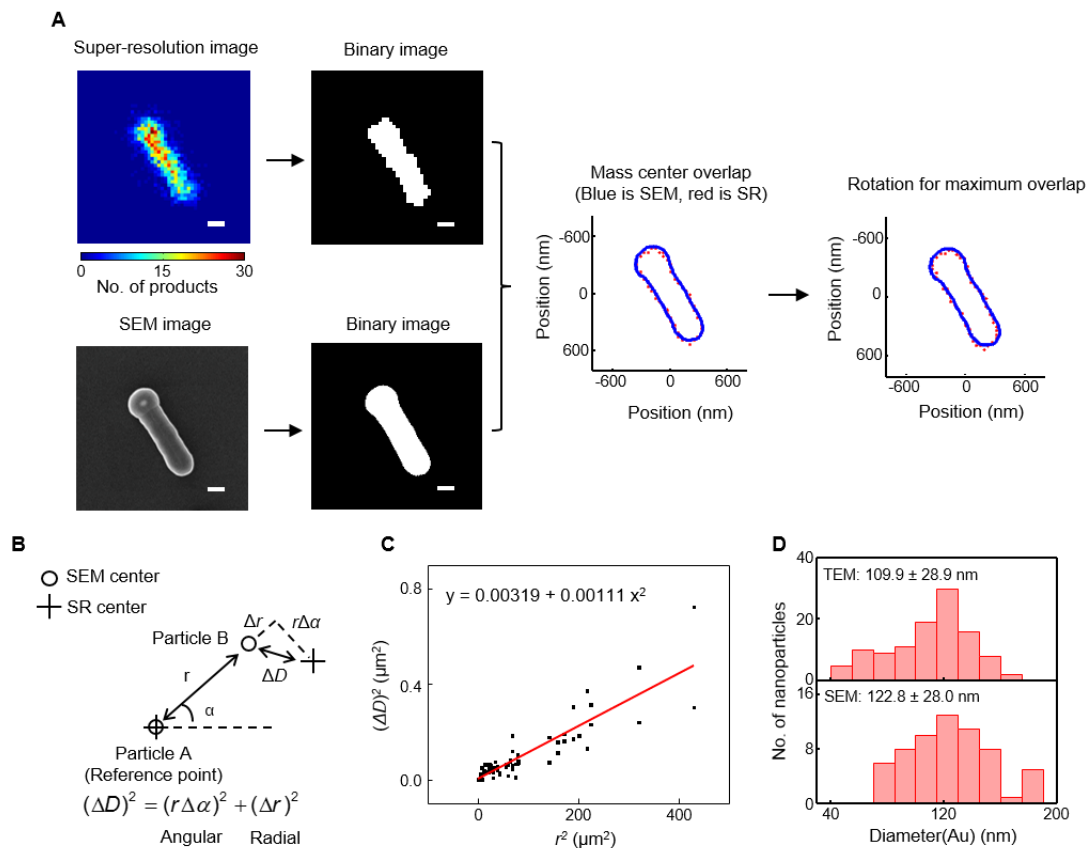 A
Super-resolution image
Binary image
0 15 30
No. of products
SEM image
Binary image
Mass center overlap
(Blue is SEM, red is SR)
Position (nm)
-600
0
600
-600 0 600
Position (nm)
Rotation for maximum overlap
Position (nm)
-600
0
600
-600 0 600
Position (nm)
B
SEM center
SR center
Particle B
Δr
rΔα
ΔD
r
α
Particle A
(Reference point)
(ΔD)² = (rΔα)² + (Δr)²
Angular Radial
C
y = 0.00319 + 0.00111 x²
(ΔD)² (μm²)
0.8
0.4
0.0
0 200 400
r² (μm²)
D
No. of nanoparticles
40
20
0
TEM: 109.9 ± 28.9 nm
16
8
0
SEM: 122.8 ± 28.0 nm
40 120 200
Diameter(Au) (nm)